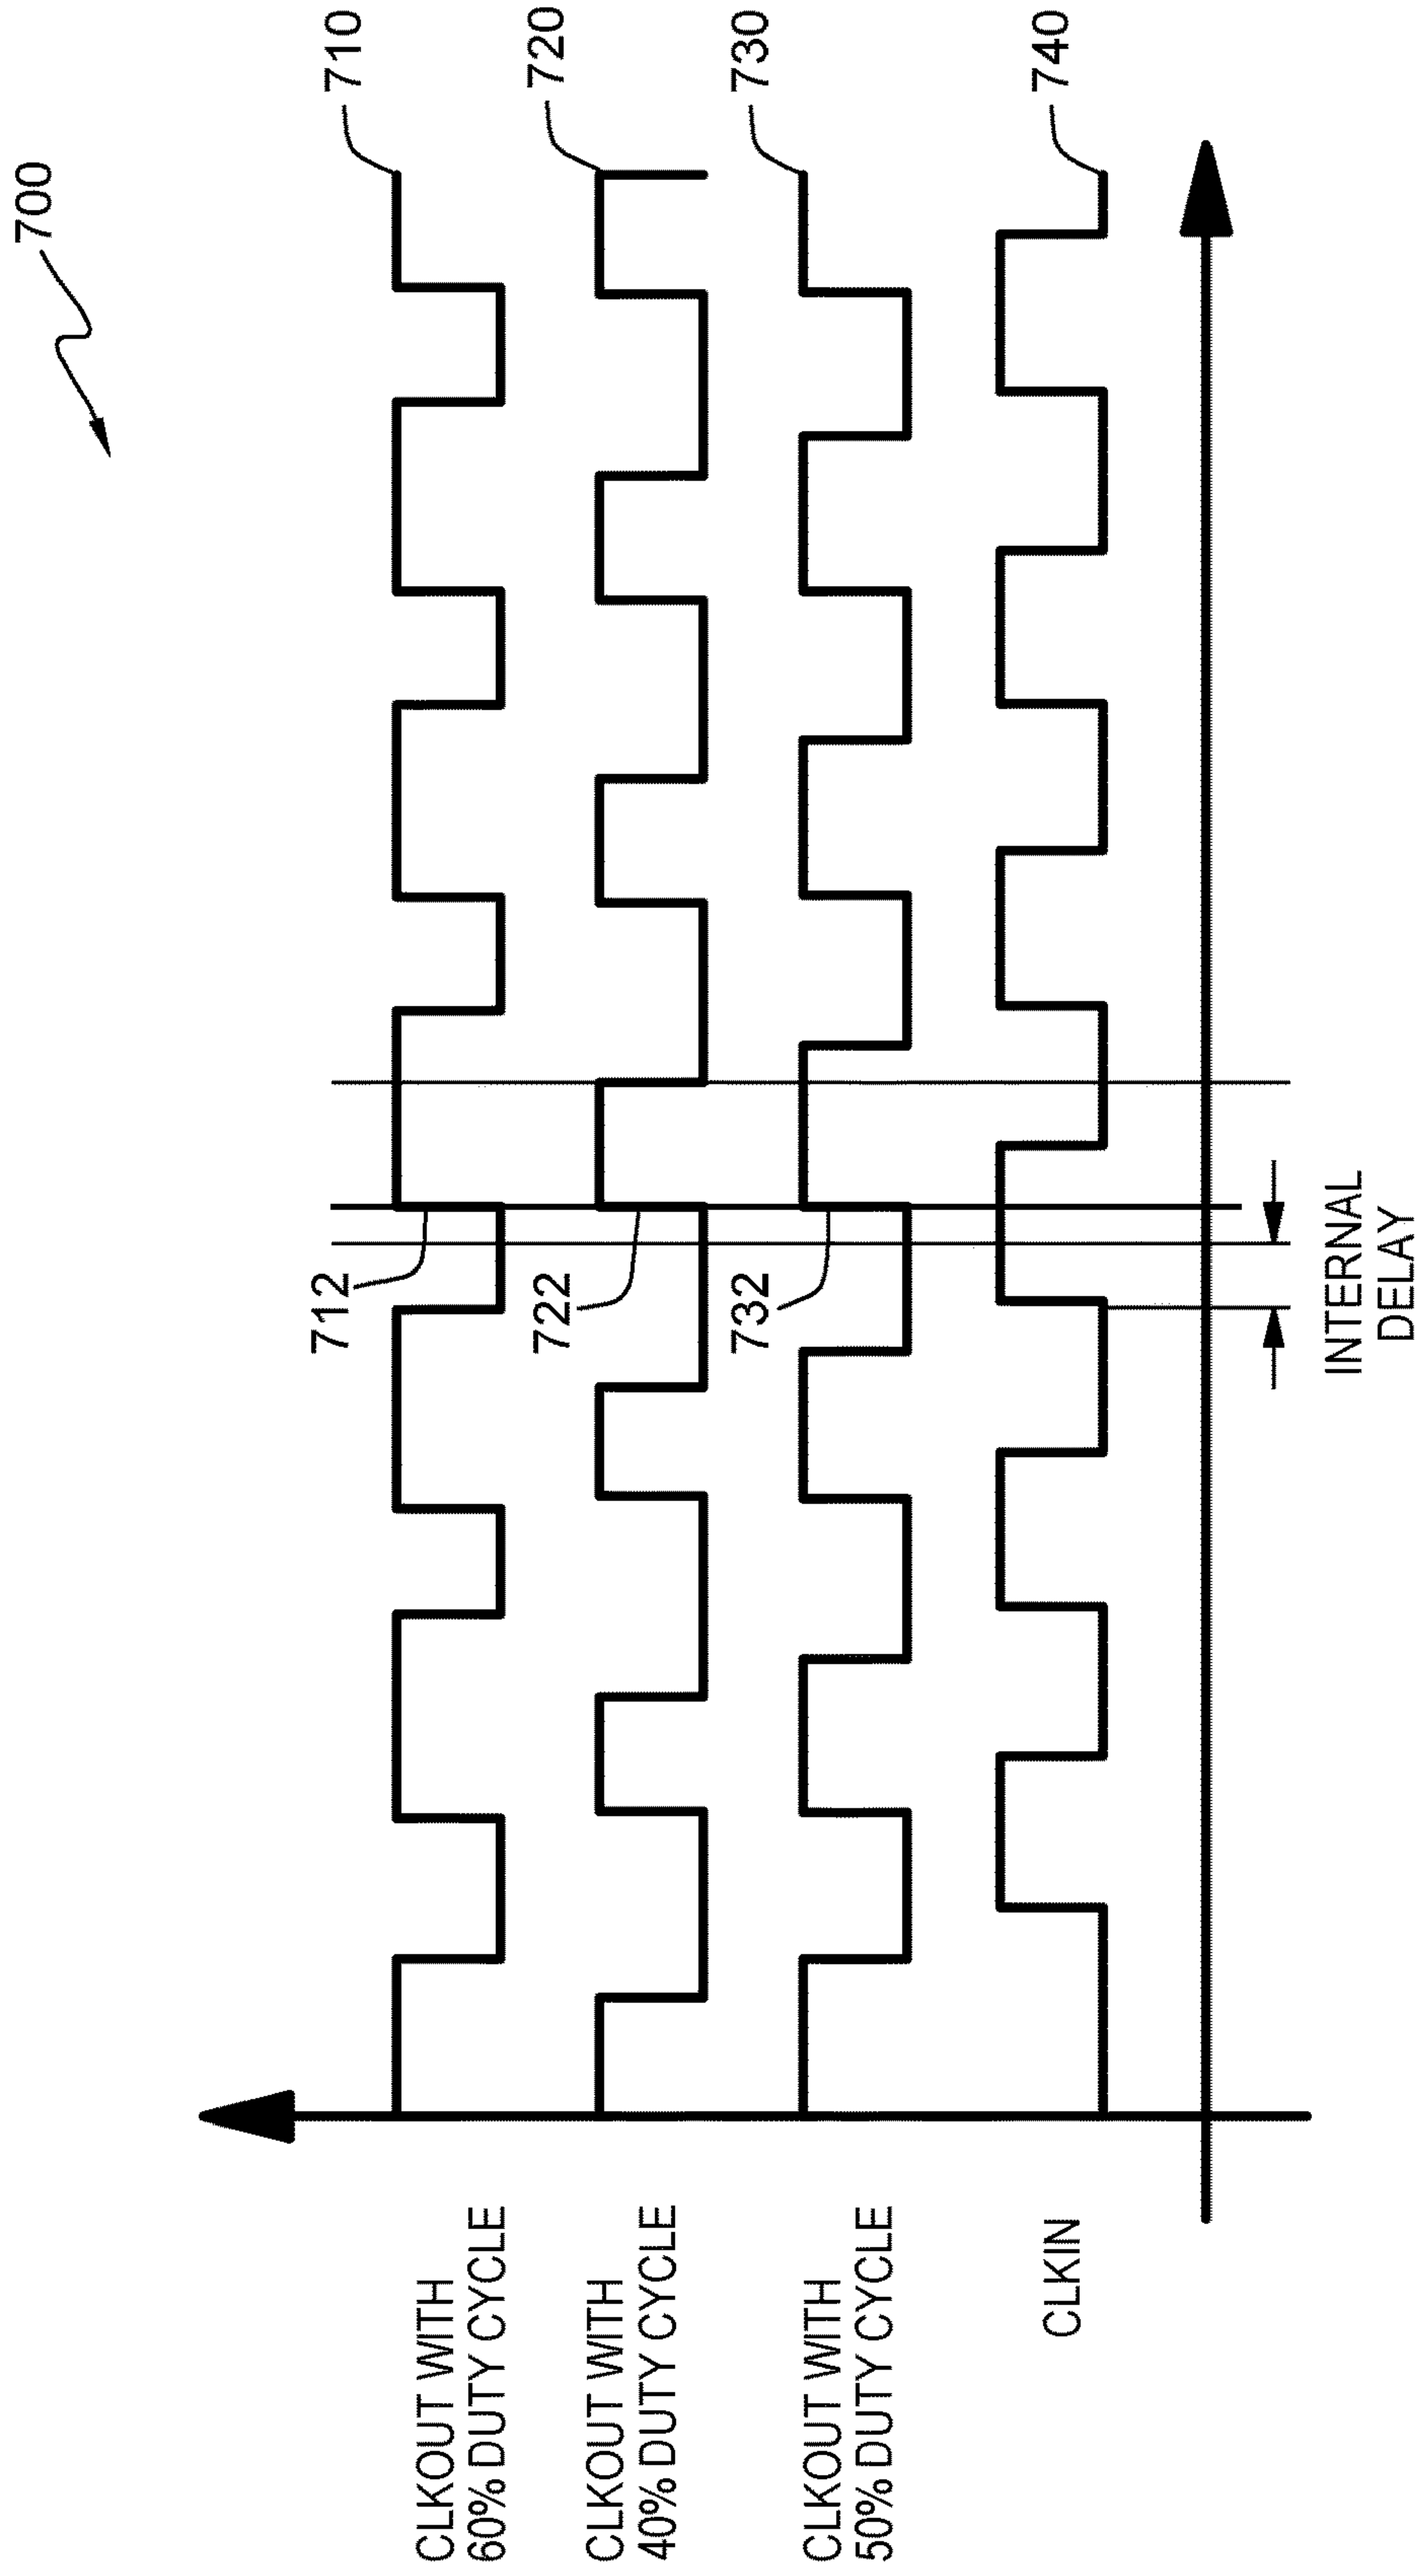 700
710
720
730
740
712
722
732
CLKOUT WITH
60% DUTY CYCLE
CLKOUT WITH
40% DUTY CYCLE
CLKOUT WITH
50% DUTY CYCLE
CLKIN
INTERNAL
DELAY